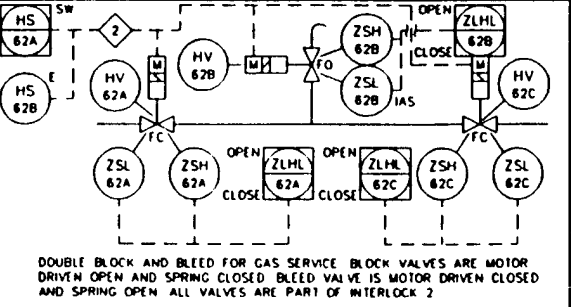 HS
62A
SW
2
HS
62B
E
M
HV
62A
HV
62B
M
FO
ZSH
62B
ZSL
62B
IAS
OPEN
ZLHL
62B
CLOSE
M
HV
62C
FC
FC
ZSL
62A
ZSH
62A
OPEN
ZLHL
62A
CLOSE
OPEN
ZLHL
62C
CLOSE
ZSH
62C
ZSL
62C
DOUBLE BLOCK AND BLEED FOR GAS SERVICE BLOCK VALVES ARE MOTOR
DRIVEN OPEN AND SPRING CLOSED BLEED VALVE IS MOTOR DRIVEN CLOSED
AND SPRING OPEN ALL VALVES ARE PART OF INTERLOCK 2